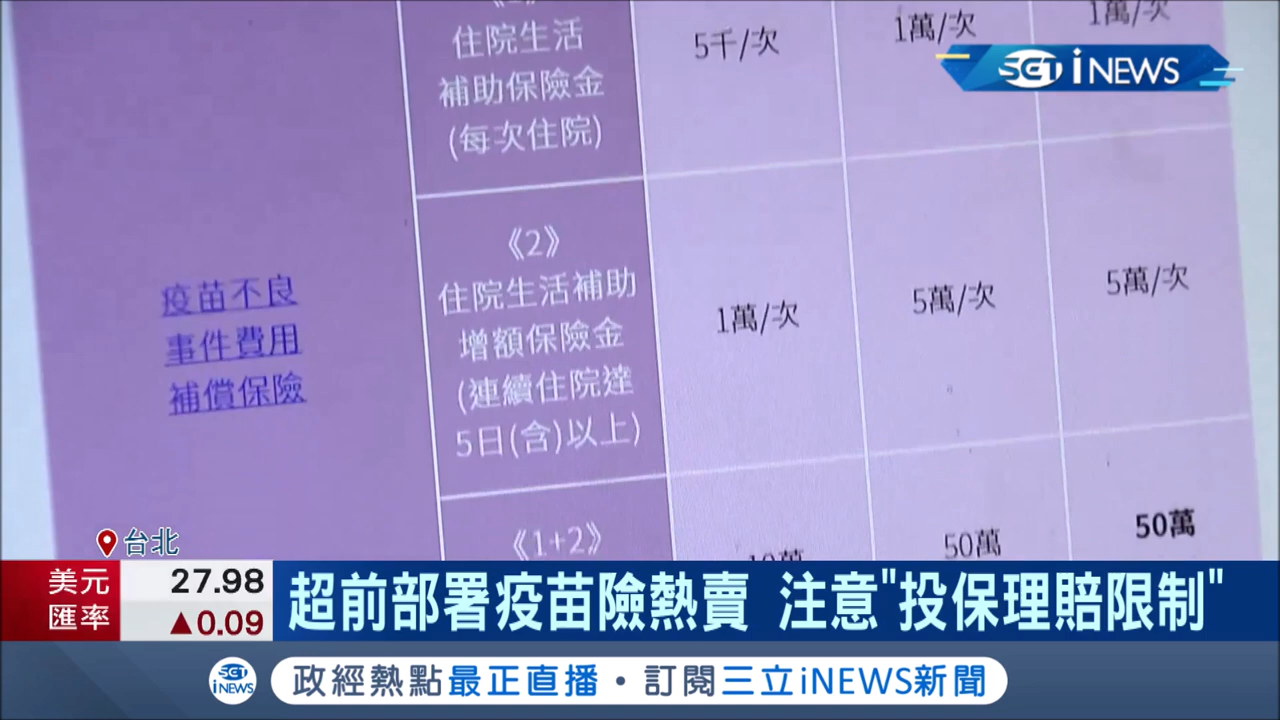 住院生活
補助保險金
(每次住院)
5千/次
1萬/次
1萬/次
SET iNEWS
疫苗不良
事件費用
補償保險
《2》
住院生活補助
增額保險金
(連續住院達
5日(含)以上)
1萬/次
5萬/次
5萬/次
《1+2》
10萬
50萬
50萬
台北
美元
匯率
27.98
▲0.09
超前部署疫苗險熱賣 注意"投保理賠限制"
SET
iNEWS
政經熱點最正直播・訂閱三立iNEWS新聞